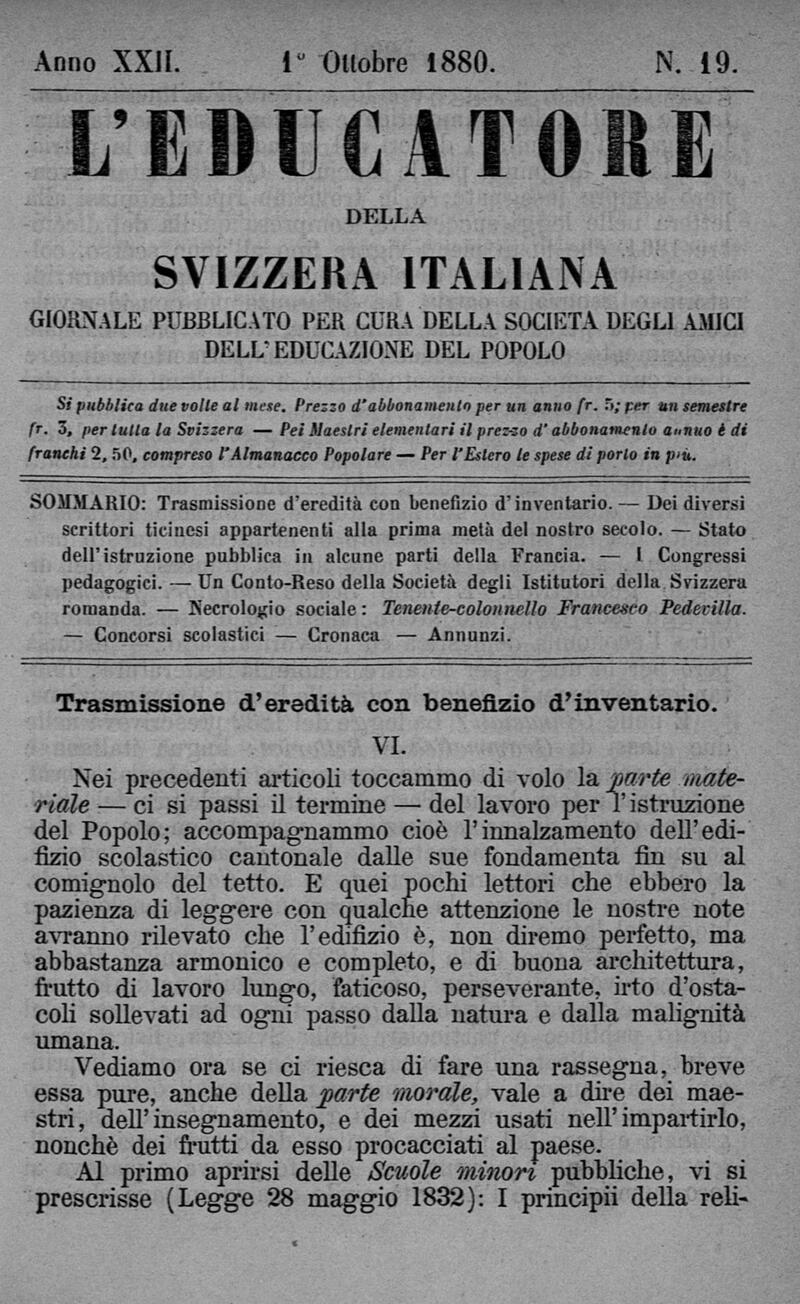 Anno XXII. 1º Ottobre 1880. N. 19.
L'EDUCATORE
DELLA
SVIZZERA ITALIANA
GIORNALE PUBBLICATO PER CURA DELLA SOCIETÀ DEGLI AMICI
DELL'EDUCAZIONE DEL POPOLO
Si pubblica due volte al mese. Prezzo d'abbonamento per un anno fr. 5; per un semestre
fr. 3, per tutta la Svizzera — Pei Maestri elementari il prezzo d'abbonamento annuo è di
franchi 2, 50, compreso l'Almanacco Popolare — Per l'Estero le spese di porto in più.
SOMMARIO: Trasmissione d'eredità con benefizio d'inventario. — Dei diversi
scrittori ticinesi appartenenti alla prima metà del nostro secolo. — Stato
dell'istruzione pubblica in alcune parti della Francia. — I Congressi
pedagogici. — Un Conto-Reso della Società degli Istitutori della Svizzera
romanda. — Necrologio sociale: Tenente-colonnello Francesco Pedevilla.
— Concorsi scolastici — Cronaca — Annunzi.
Trasmissione d'eredità con benefizio d'inventario.
VI.
Nei precedenti articoli toccammo di volo la parte mate-
riale — ci si passi il termine — del lavoro per l'istruzione
del Popolo; accompagnammo cioè l'innalzamento dell'edi-
fizio scolastico cantonale dalle sue fondamenta fin su al
comignolo del tetto. E quei pochi lettori che ebbero la
pazienza di leggere con qualche attenzione le nostre note
avranno rilevato che l'edifizio è, non diremo perfetto, ma
abbastanza armonico e completo, e di buona architettura,
frutto di lavoro lungo, faticoso, perseverante, irto d'osta-
coli sollevati ad ogni passo dalla natura e dalla malignità
umana.
Vediamo ora se ci riesca di fare una rassegna, breve
essa pure, anche della parte morale, vale a dire dei mae-
stri, dell'insegnamento, e dei mezzi usati nell'impartirlo,
nonchè dei frutti da esso procacciati al paese.
Al primo aprirsi delle Scuole minori pubbliche, vi si
prescrisse (Legge 28 maggio 1832): I principii della reli-